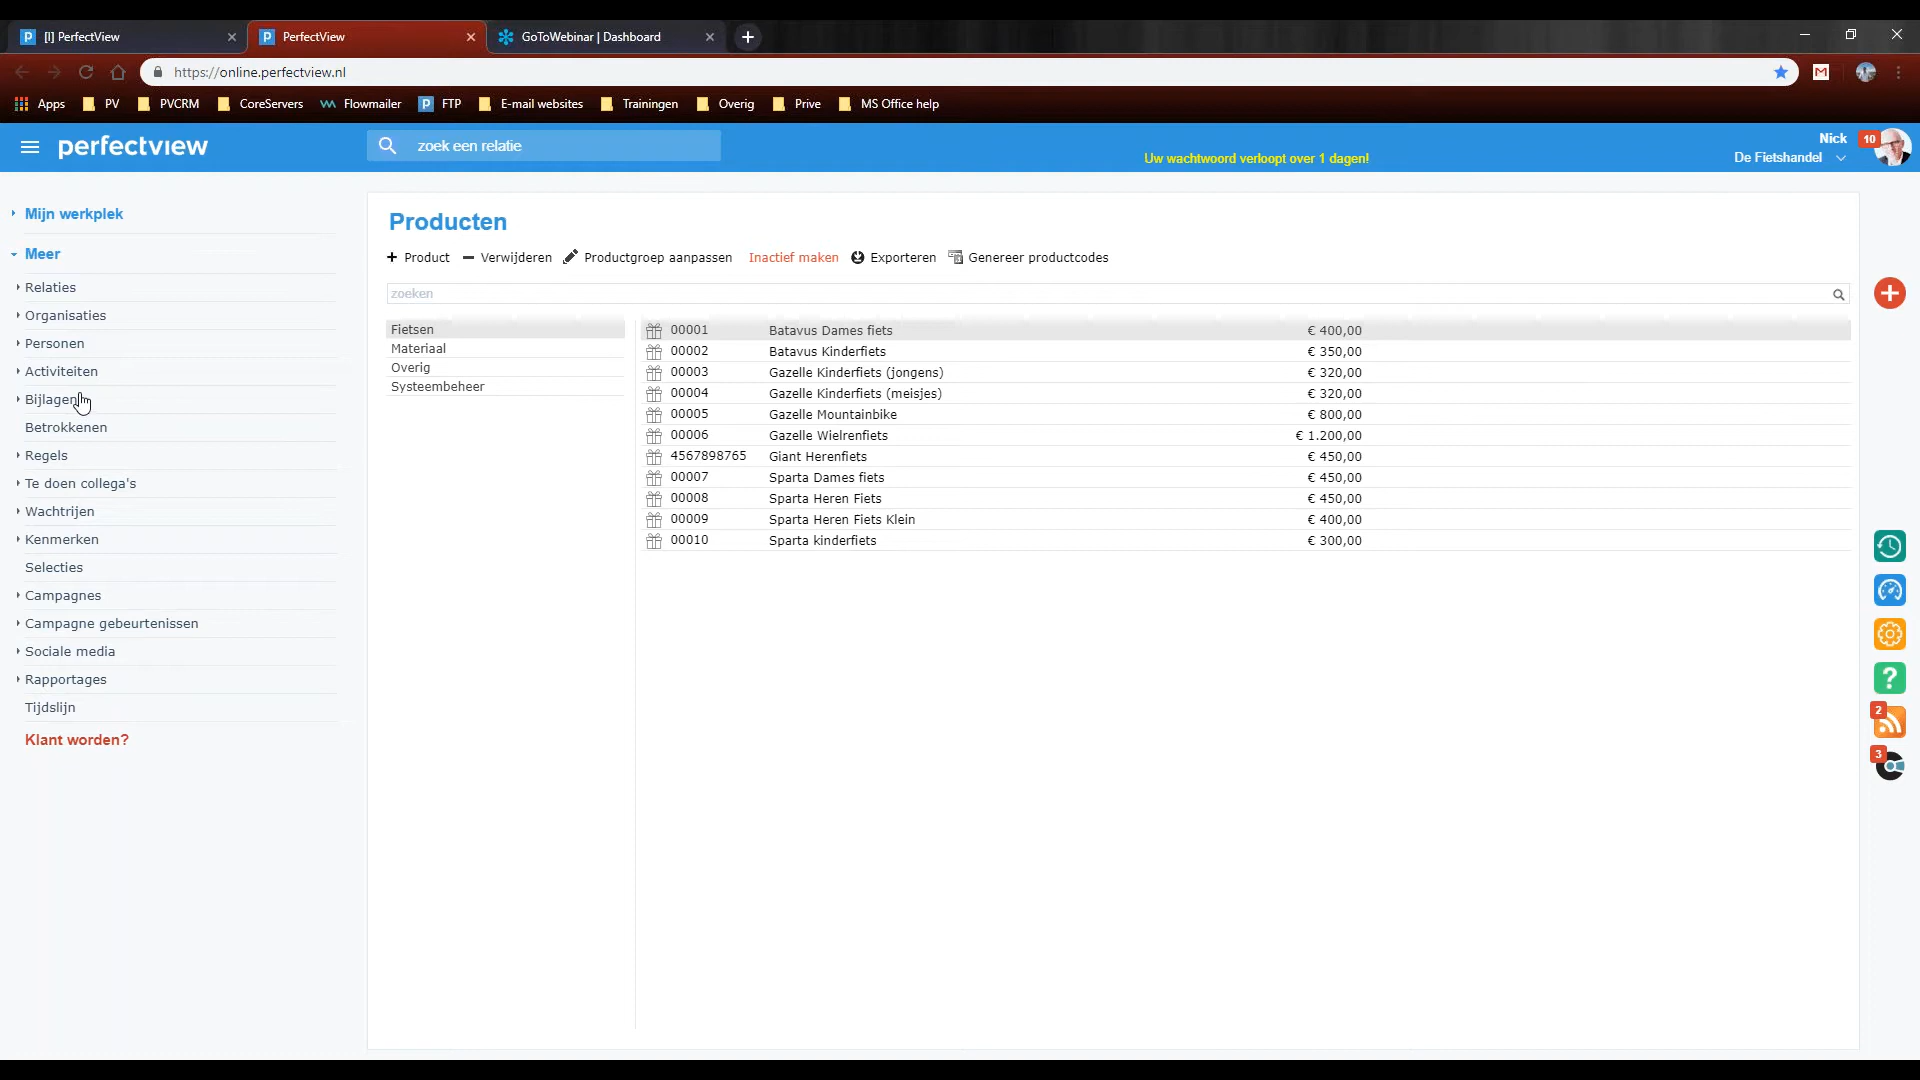 [I] PerfectView
PerfectView
GoToWebinar | Dashboard
https://online.perfectview.nl
Apps PV PVCRM CoreServers Flowmailer FTP E-mail websites Trainingen Overig Prive MS Office help
perfectview
zoek een relatie
Uw wachtwoord verloopt over 1 dagen!
Nick
De Fietshandel
10
Mijn werkplek
Meer
Relaties
Organisaties
Personen
Activiteiten
Bijlagen
Betrokkenen
Regels
Te doen collega's
Wachtrijen
Kenmerken
Selecties
Campagnes
Campagne gebeurtenissen
Sociale media
Rapportages
Tijdslijn
Klant worden?
Producten
Product Verwijderen Productgroep aanpassen Inactief maken Exporteren Genereer productcodes
zoeken
Fietsen
Materiaal
Overig
Systeembeheer
00001 Batavus Dames fiets € 400,00
00002 Batavus Kinderfiets € 350,00
00003 Gazelle Kinderfiets (jongens) € 320,00
00004 Gazelle Kinderfiets (meisjes) € 320,00
00005 Gazelle Mountainbike € 800,00
00006 Gazelle Wielrenfiets € 1.200,00
4567898765 Giant Herenfiets € 450,00
00007 Sparta Dames fiets € 450,00
00008 Sparta Heren Fiets € 450,00
00009 Sparta Heren Fiets Klein € 400,00
00010 Sparta kinderfiets € 300,00
?
2
3